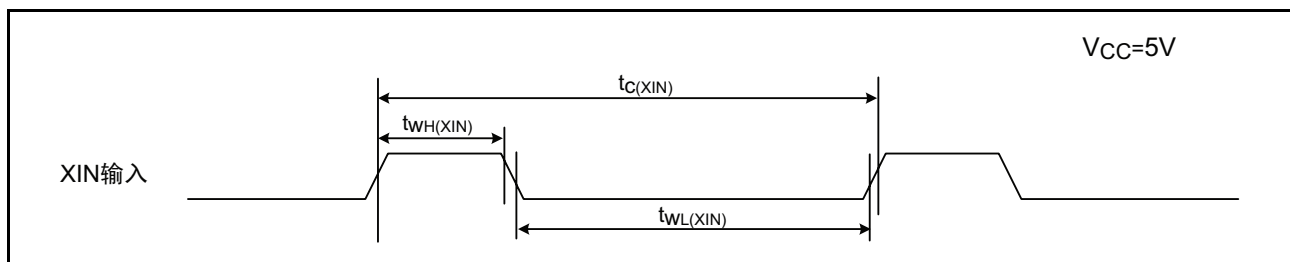 VCC=5V
tC(XIN)
tWH(XIN)
XIN输入
tWL(XIN)